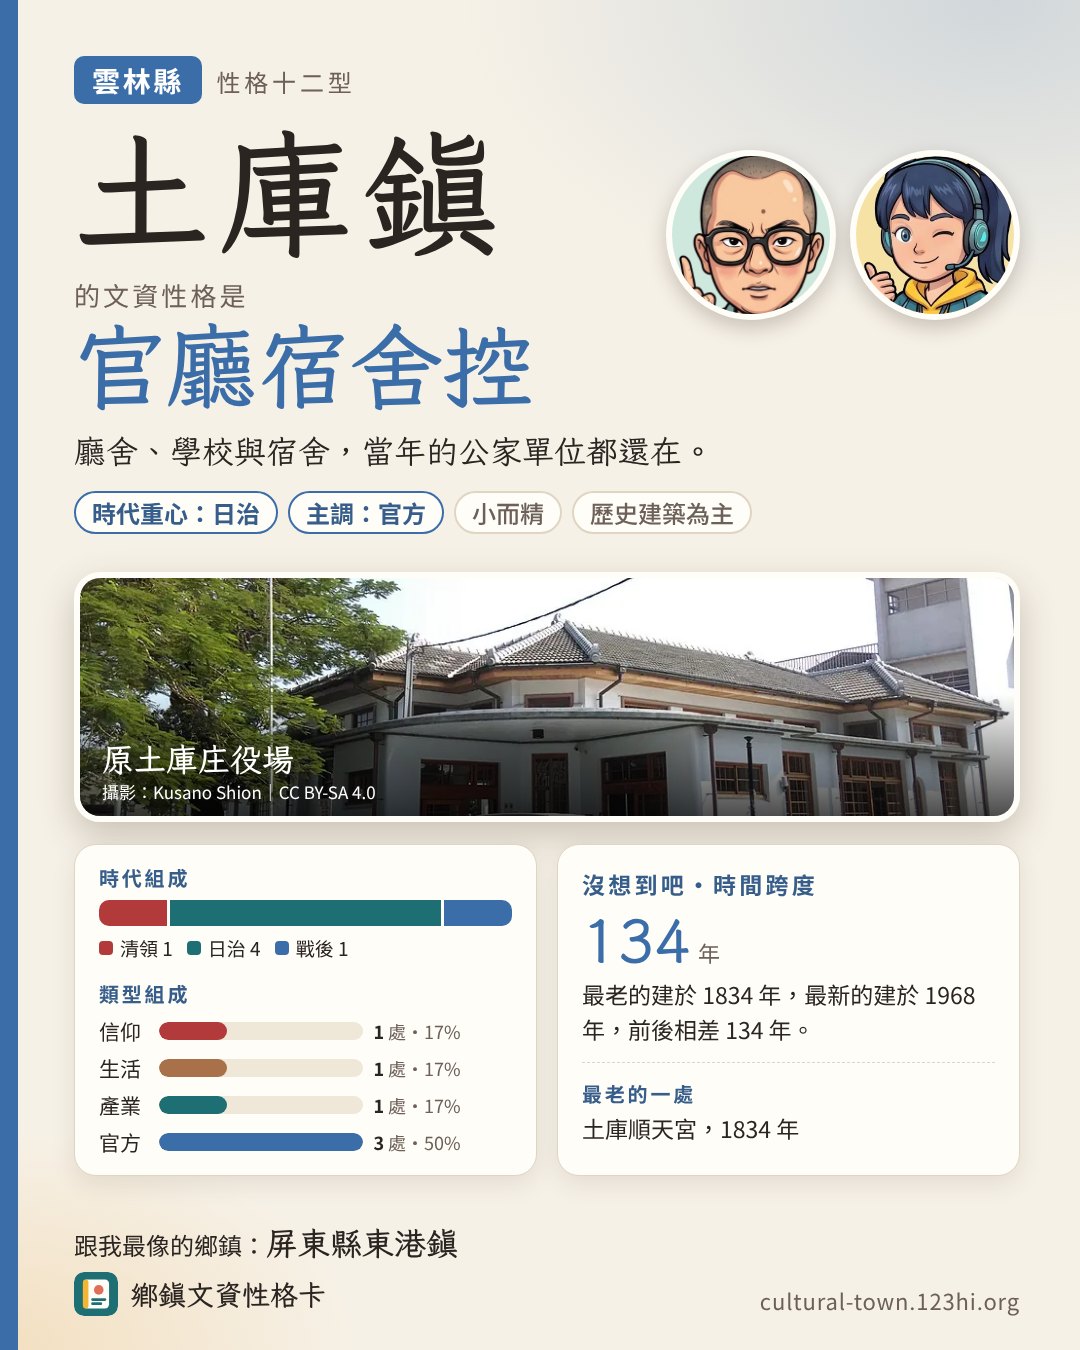 雲林縣 性格十二型
土庫鎮
的文資性格是
官廳宿舍控
廳舍、學校與宿舍，當年的公家單位都還在。
時代重心：日治 主調：官方 小而精 歷史建築為主
原土庫庄役場
攝影：Kusano Shion｜CC BY-SA 4.0
時代組成
清領 1 日治 4 戰後 1
類型組成
信仰 1 處・17%
生活 1 處・17%
產業 1 處・17%
官方 3 處・50%
沒想到吧・時間跨度
134 年
最老的建於 1834 年，最新的建於 1968
年，前後相差 134 年。
最老的一處
土庫順天宮，1834 年
跟我最像的鄉鎮：屏東縣東港鎮
鄉鎮文資性格卡
cultural-town.123hi.org